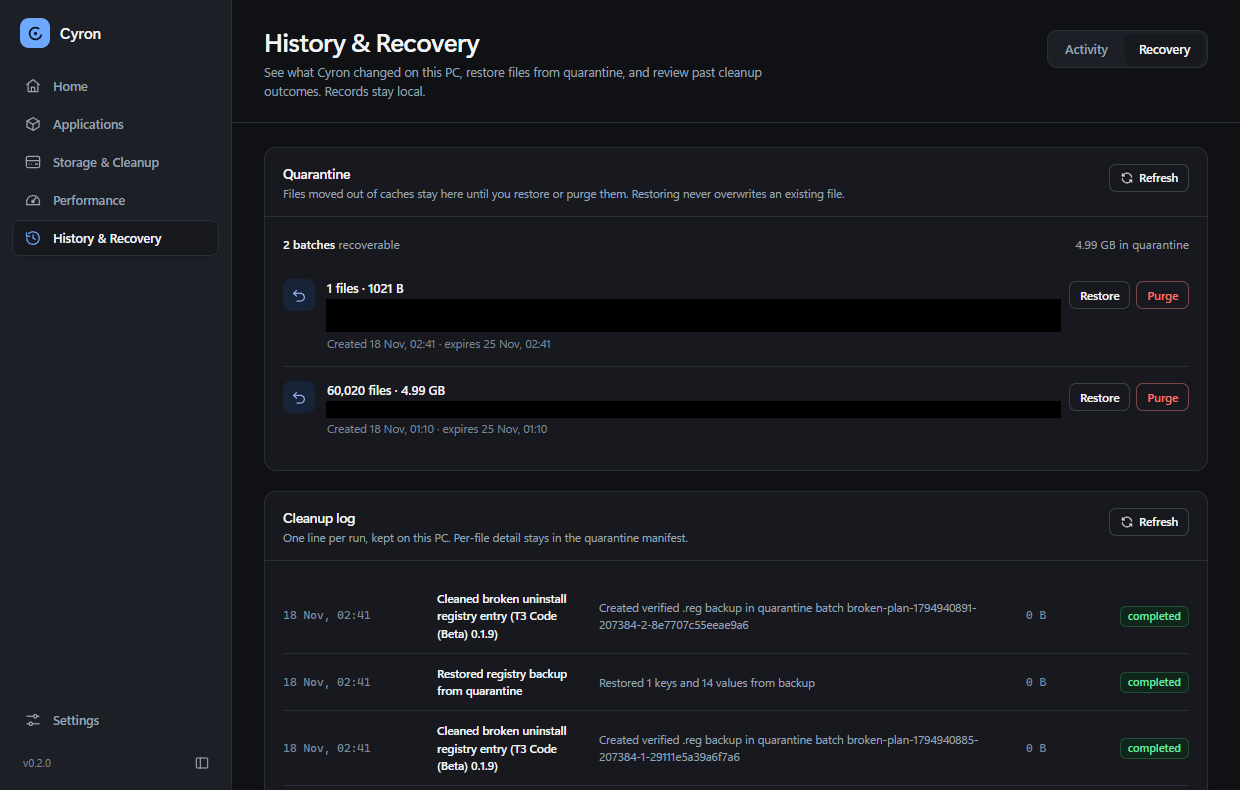 Cyron
Home
Applications
Storage & Cleanup
Performance
History & Recovery
Settings
v0.2.0
History & Recovery
See what Cyron changed on this PC, restore files from quarantine, and review past cleanup
outcomes. Records stay local.
Activity
Recovery
Quarantine
Files moved out of caches stay here until you restore or purge them. Restoring never overwrites an existing file.
Refresh
2 batches recoverable
4.99 GB in quarantine
1 files · 1021 B
Created 18 Nov, 02:41 · expires 25 Nov, 02:41
Restore
Purge
60,020 files · 4.99 GB
Created 18 Nov, 01:10 · expires 25 Nov, 01:10
Restore
Purge
Cleanup log
One line per run, kept on this PC. Per-file detail stays in the quarantine manifest.
Refresh
18 Nov, 02:41
Cleaned broken uninstall
registry entry (T3 Code
(Beta) 0.1.9)
Created verified .reg backup in quarantine batch broken-plan-1794940891-
207384-2-8e7707c55eeae9a6
0 B
completed
18 Nov, 02:41
Restored registry backup
from quarantine
Restored 1 keys and 14 values from backup
0 B
completed
18 Nov, 02:41
Cleaned broken uninstall
registry entry (T3 Code
(Beta) 0.1.9)
Created verified .reg backup in quarantine batch broken-plan-1794940885-
207384-1-29111e5a39a6f7a6
0 B
completed